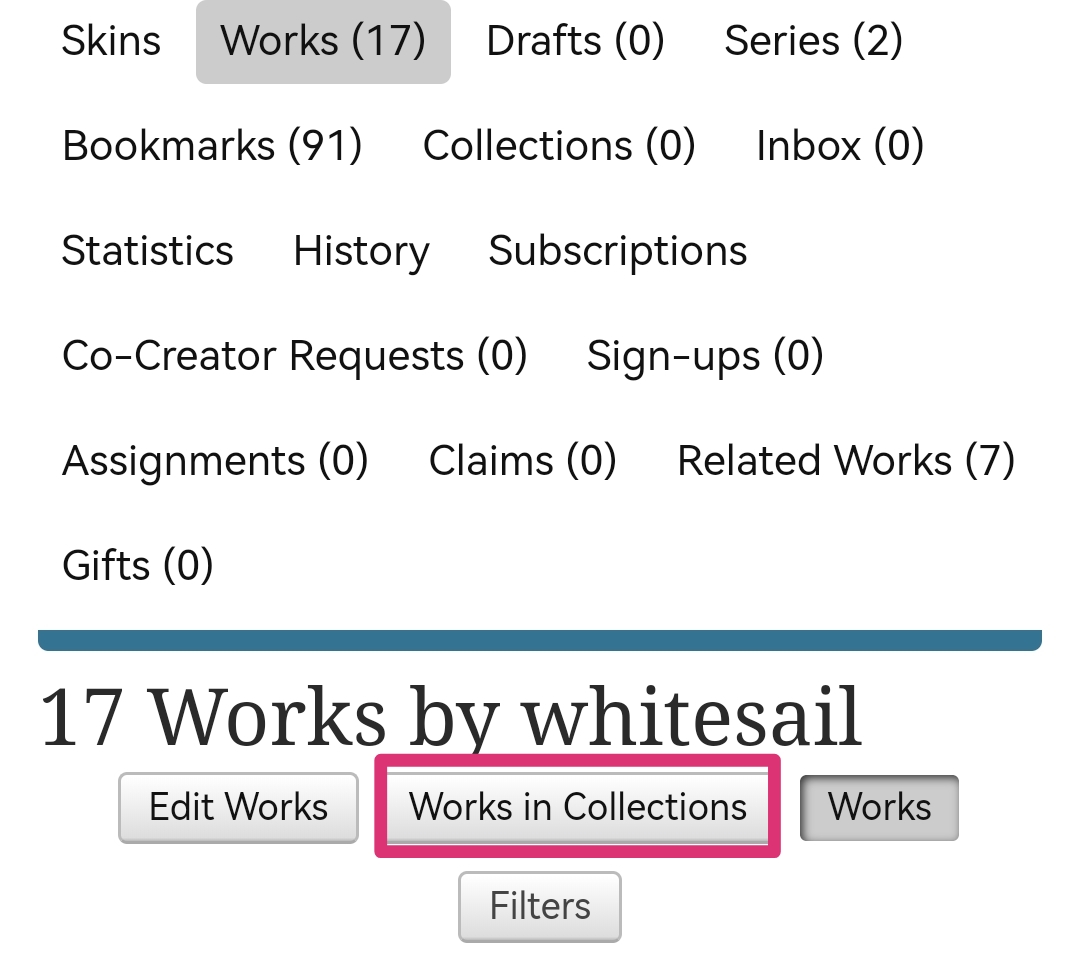 Skins Works (17) Drafts (0) Series (2)
Bookmarks (91) Collections (0) Inbox (0)
Statistics History Subscriptions
Co-Creator Requests (0) Sign-ups (0)
Assignments (0) Claims (0) Related Works (7)
Gifts (0)
17 Works by whitesail
Edit Works Works in Collections Works
Filters